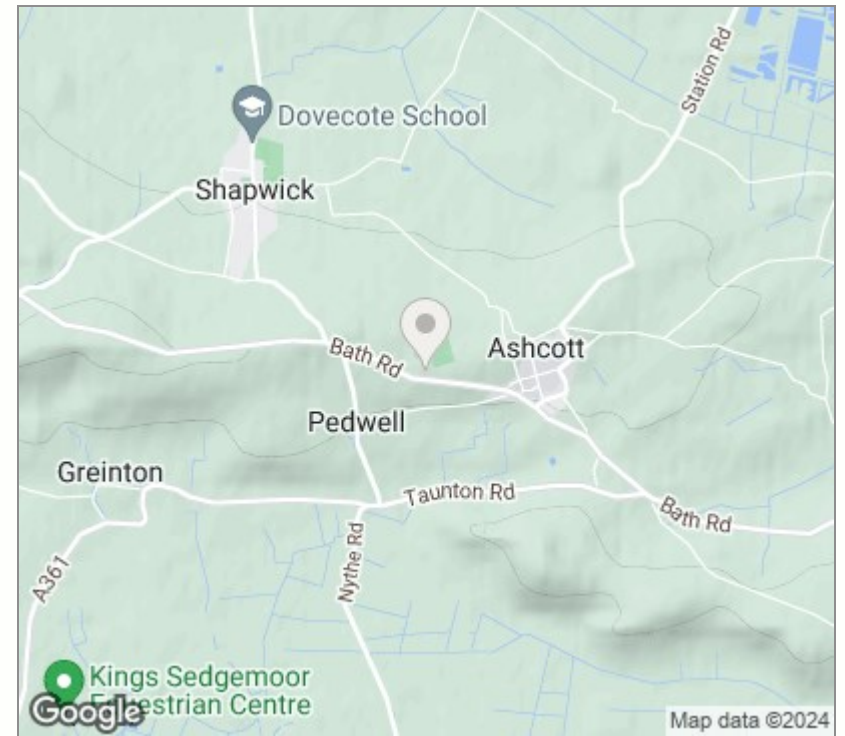 Station Rd
Dovecote School
Shapwick
Bath Rd
Ashcott
Pedwell
Greinton
Taunton Rd
Bath Rd
Nythe Rd
A361
Kings Sedgemoor
Equestrian Centre
Google
Map data ©2024